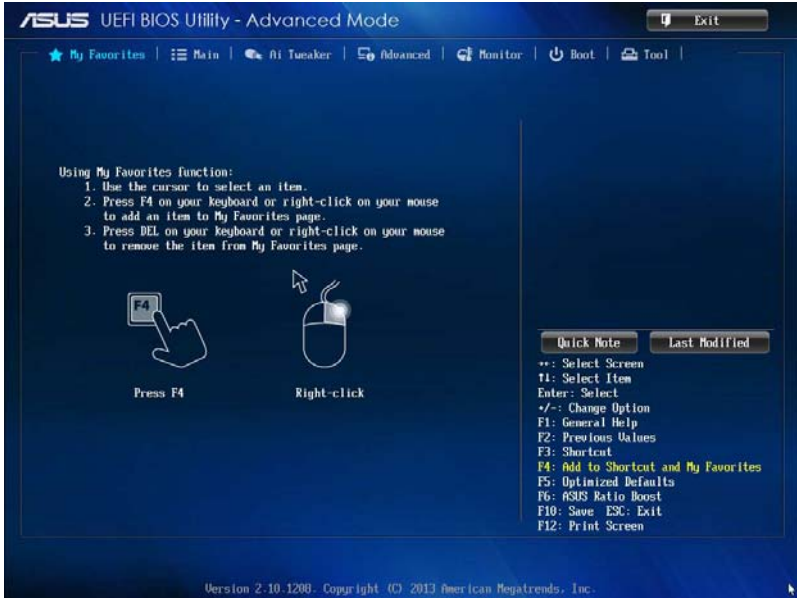 ASUS UEFI BIOS Utility - Advanced Mode
Exit
My Favorites | Main | Ai Tweaker | Advanced | Monitor | Boot | Tool |
Using My Favorites function:
1. Use the cursor to select an item.
2. Press F4 on your keyboard or right-click on your mouse
to add an item to My Favorites page.
3. Press DEL on your keyboard or right-click on your mouse
to remove the item from My Favorites page.
F4
Press F4
Right-click
Quick Note
Last Modified
→←: Select Screen
↑↓: Select Item
Enter: Select
+/-: Change Option
F1: General Help
F2: Previous Values
F3: Shortcut
F4: Add to Shortcut and My Favorites
F5: Optimized Defaults
F6: ASUS Ratio Boost
F10: Save ESC: Exit
F12: Print Screen
Version 2.10.1208. Copyright (C) 2013 American Megatrends, Inc.